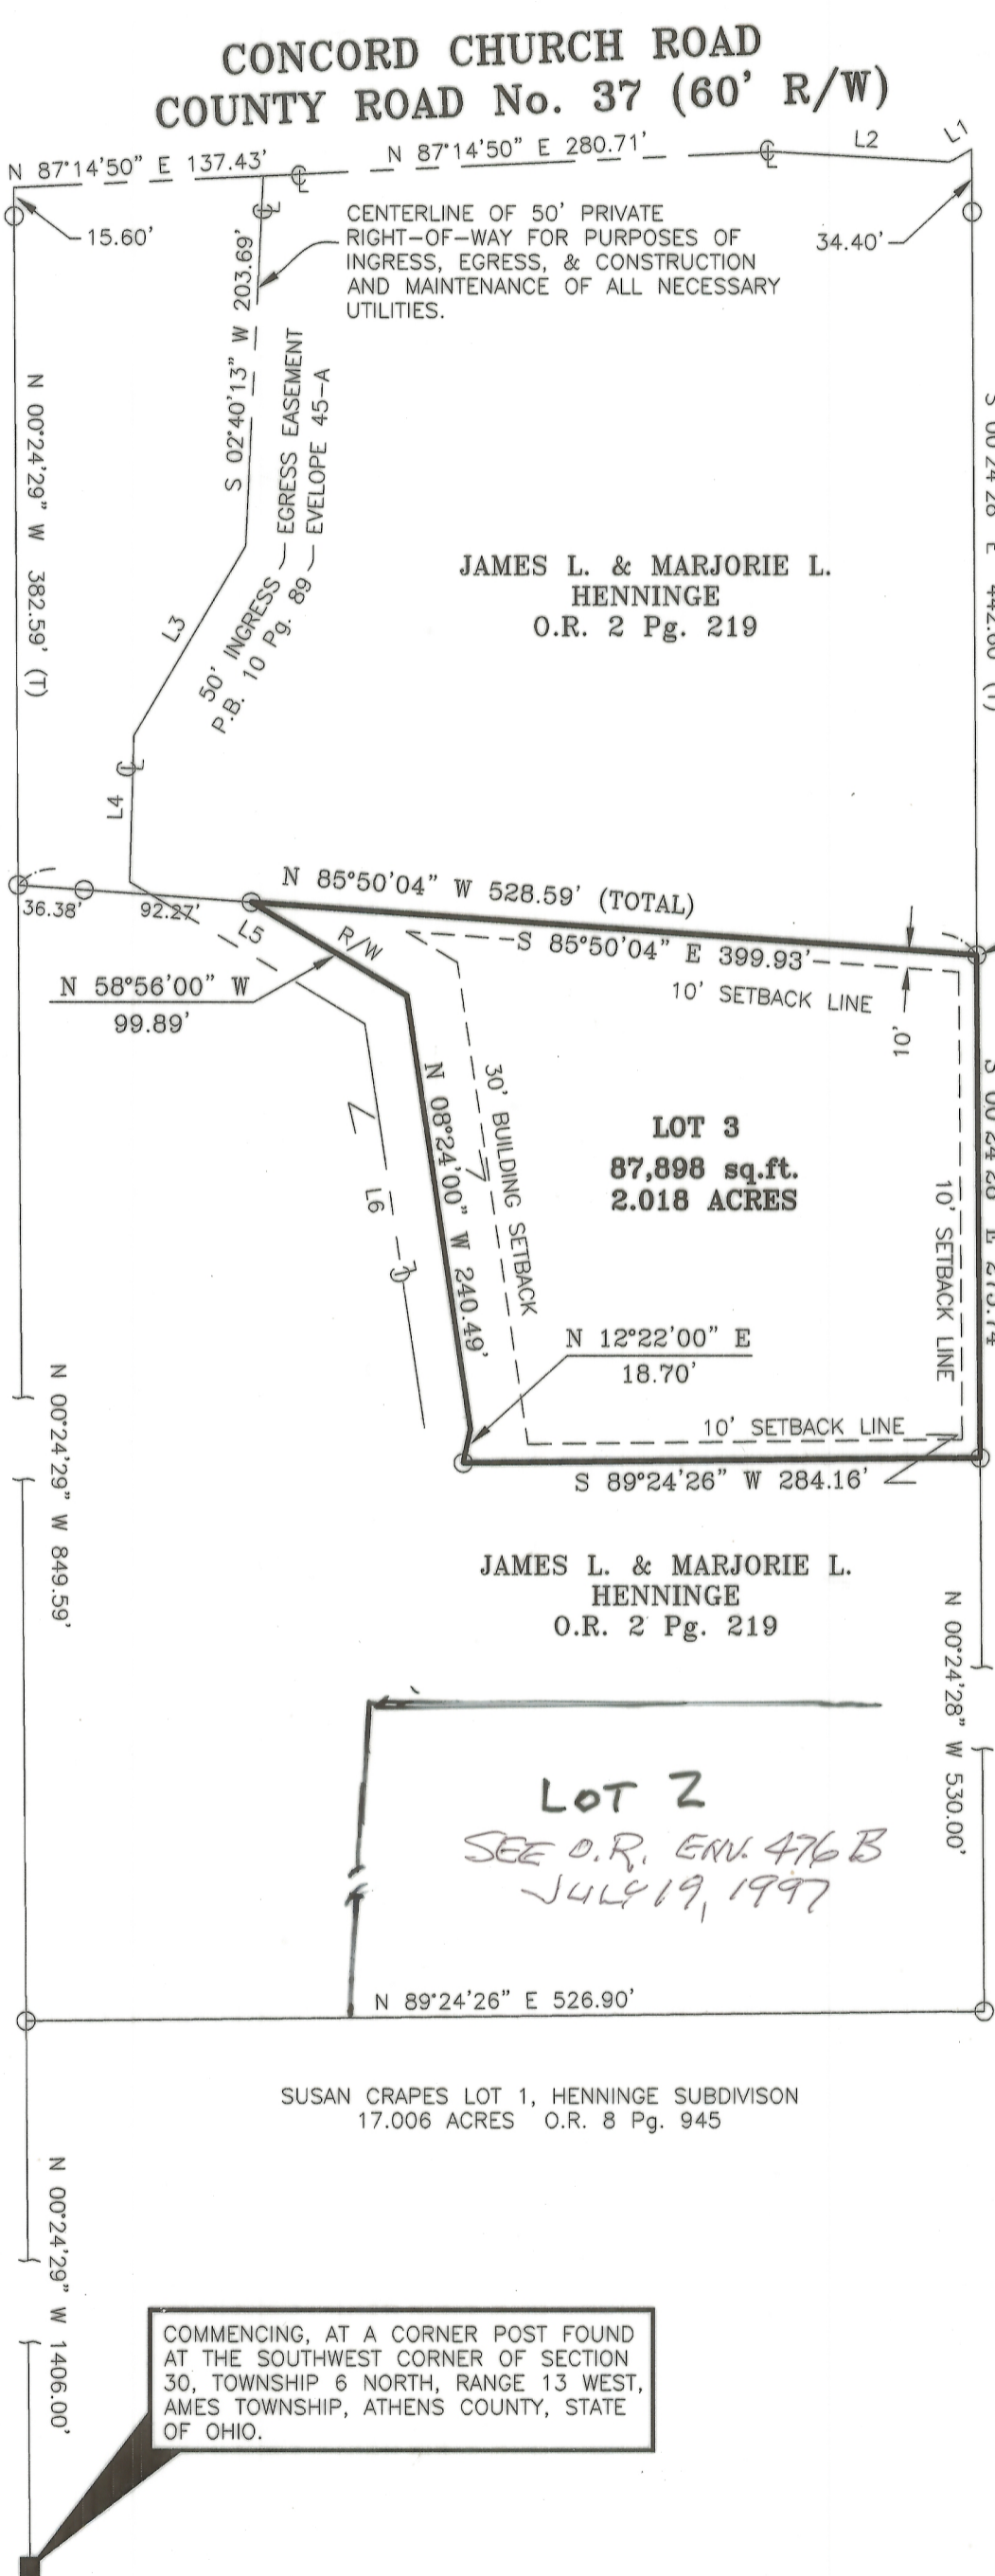 CONCORD CHURCH ROAD
COUNTY ROAD No. 37 (60' R/W)
N 87°14'50" E 137.43'
N 87°14'50" E 280.71'
L2
L1
15.60'
34.40'
CENTERLINE OF 50' PRIVATE
RIGHT-OF-WAY FOR PURPOSES OF
INGRESS, EGRESS, & CONSTRUCTION
AND MAINTENANCE OF ALL NECESSARY
UTILITIES.
S 02°40'13" W 203.69'
50' INGRESS — EGRESS EASEMENT
P.B. 10 Pg. 89 — EVELOPE 45-A
N 00°24'29" W 382.59' (T)
JAMES L. & MARJORIE L.
HENNINGE
O.R. 2 Pg. 219
L3
L4
N 85°50'04" W 528.59' (TOTAL)
36.38'
92.27'
L5
R/W
S 85°50'04" E 399.93'
10' SETBACK LINE
10'
N 58°56'00" W
99.89'
N 08°24'00" W 240.49'
30' BUILDING SETBACK
LOT 3
87,898 sq.ft.
2.018 ACRES
10' SETBACK LINE
L6
N 12°22'00" E
18.70'
10' SETBACK LINE
S 89°24'26" W 284.16'
N 00°24'29" W 849.59'
JAMES L. & MARJORIE L.
HENNINGE
O.R. 2 Pg. 219
N 00°24'28" W 530.00'
LOT 2
SEE O.R. ENV. 476 B
JULY 19, 1997
N 89°24'26" E 526.90'
SUSAN CRAPES LOT 1, HENNINGE SUBDIVISON
17.006 ACRES O.R. 8 Pg. 945
N 00°24'29" W 1406.00'
COMMENCING, AT A CORNER POST FOUND
AT THE SOUTHWEST CORNER OF SECTION
30, TOWNSHIP 6 NORTH, RANGE 13 WEST,
AMES TOWNSHIP, ATHENS COUNTY, STATE
OF OHIO.